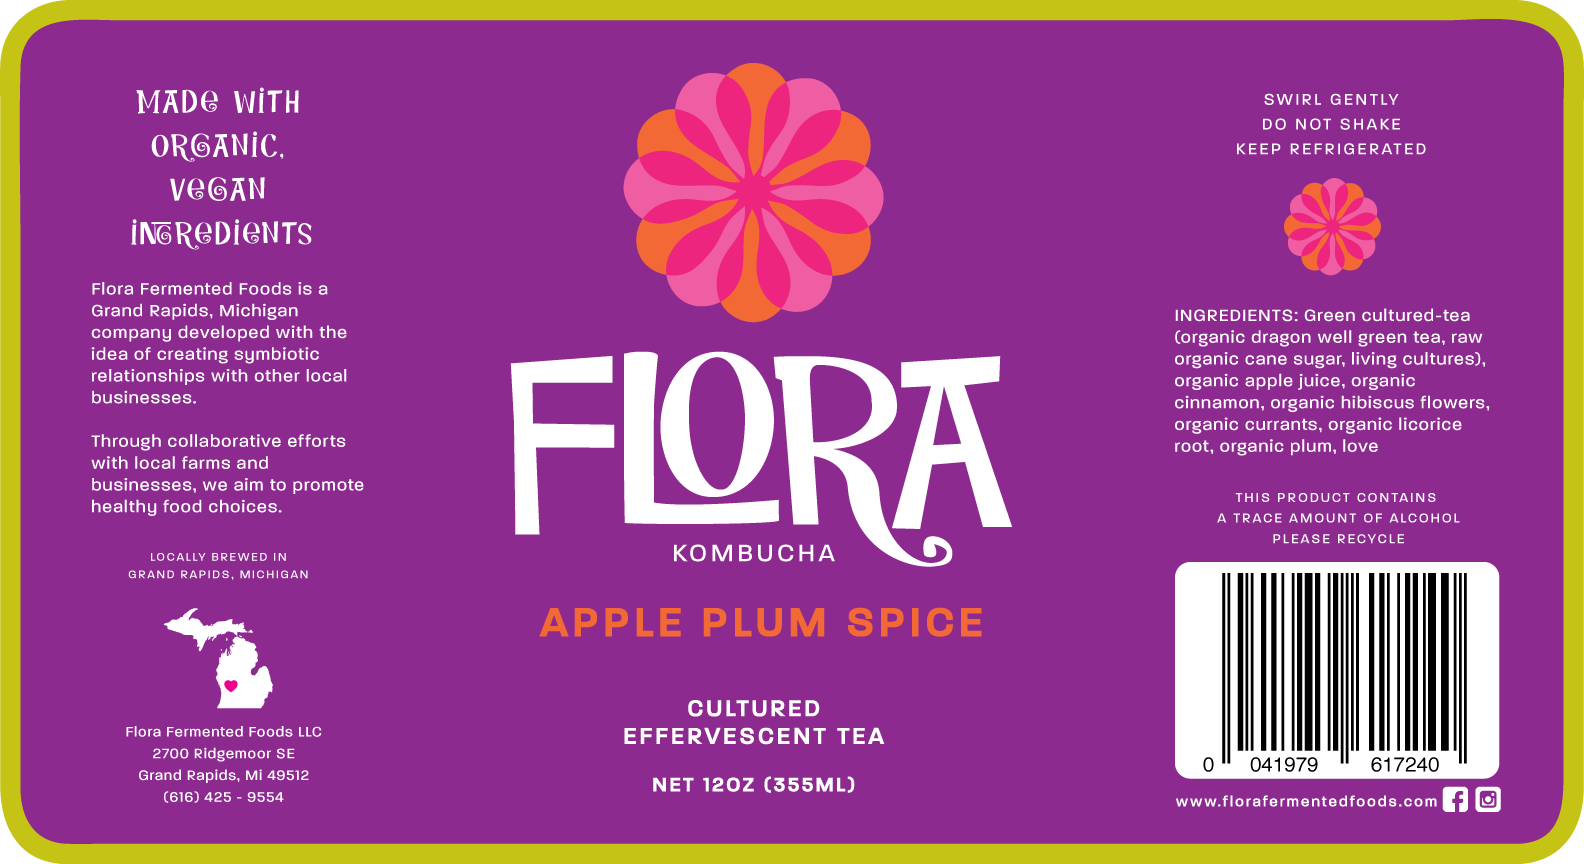 MADE WITH
ORGANIC,
VEGAN
INGREDIENTS
Flora Fermented Foods is a
Grand Rapids, Michigan
company developed with the
idea of creating symbiotic
relationships with other local
businesses.
Through collaborative efforts
with local farms and
businesses, we aim to promote
healthy food choices.
LOCALLY BREWED IN
GRAND RAPIDS, MICHIGAN
Flora Fermented Foods LLC
2700 Ridgemoor SE
Grand Rapids, Mi 49512
(616) 425 - 9554
FLORA
KOMBUCHA
APPLE PLUM SPICE
CULTURED
EFFERVESCENT TEA
NET 12OZ (355ML)
SWIRL GENTLY
DO NOT SHAKE
KEEP REFRIGERATED
INGREDIENTS: Green cultured-tea
(organic dragon well green tea, raw
organic cane sugar, living cultures),
organic apple juice, organic
cinnamon, organic hibiscus flowers,
organic currants, organic licorice
root, organic plum, love
THIS PRODUCT CONTAINS
A TRACE AMOUNT OF ALCOHOL
PLEASE RECYCLE
0 041979 617240
www.florafermentedfoods.com